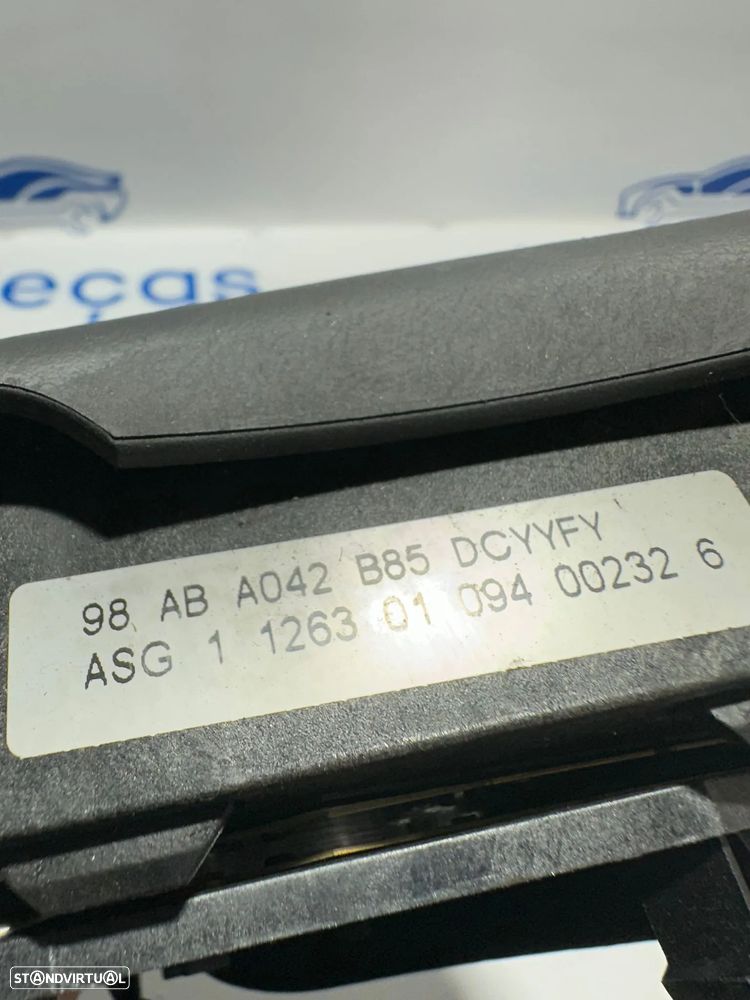 eças
98 AB A042 B85 DCYYFY
ASG 1 1263 01 094 00232 6
STANDVIRTUAL